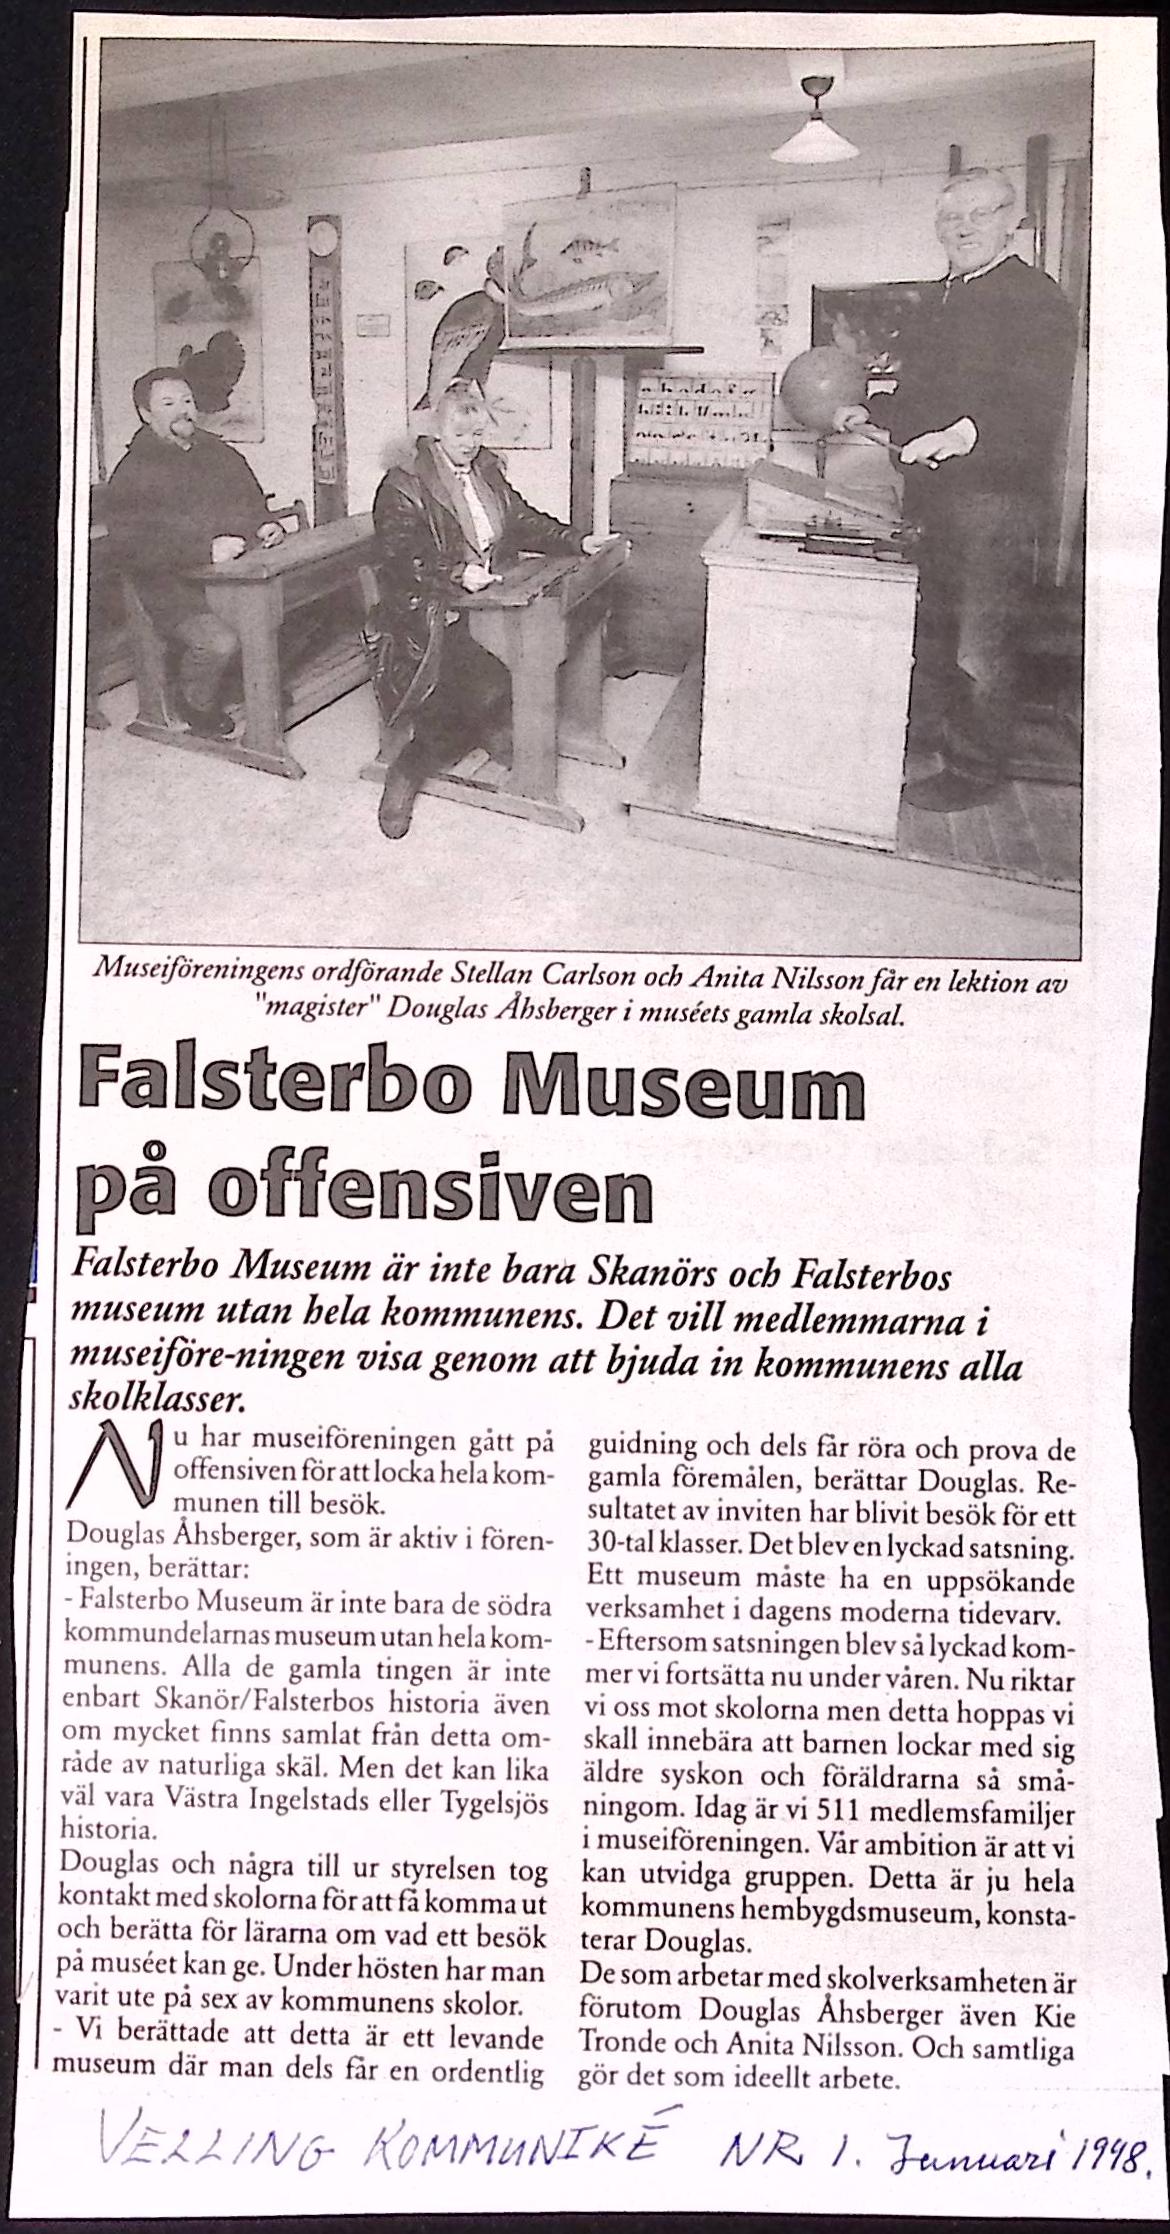 Museiföreningens ordförande Stellan Carlson och Anita Nilsson får en lektion av
"magister" Douglas Åhsberger i muséets gamla skolsal.
Falsterbo Museum
på offensiven
Falsterbo Museum är inte bara Skanörs och Falsterbos
museum utan hela kommunens. Det vill medlemmarna i
museiföre-ningen visa genom att bjuda in kommunens alla
skolklasser.
Nu har museiföreningen gått på
offensiven för att locka hela kom-
munen till besök.
Douglas Åhsberger, som är aktiv i fören-
ingen, berättar:
- Falsterbo Museum är inte bara de södra
kommundelarnas museum utan hela kom-
munens. Alla de gamla tingen är inte
enbart Skanör/Falsterbos historia även
om mycket finns samlat från detta om-
råde av naturliga skäl. Men det kan lika
väl vara Västra Ingelstads eller Tygelsjös
historia.
Douglas och några till ur styrelsen tog
kontakt med skolorna för att få komma ut
och berätta för lärarna om vad ett besök
på muséet kan ge. Under hösten har man
varit ute på sex av kommunens skolor.
- Vi berättade att detta är ett levande
museum där man dels får en ordentlig
guidning och dels får röra och prova de
gamla föremålen, berättar Douglas. Re-
sultatet av inviten har blivit besök för ett
30-tal klasser. Det blev en lyckad satsning.
Ett museum måste ha en uppsökande
verksamhet i dagens moderna tidevarv.
- Eftersom satsningen blev så lyckad kom-
mer vi fortsätta nu under våren. Nu riktar
vi oss mot skolorna men detta hoppas vi
skall innebära att barnen lockar med sig
äldre syskon och föräldrarna så små-
ningom. Idag är vi 511 medlemsfamiljer
i museiföreningen. Vår ambition är att vi
kan utvidga gruppen. Detta är ju hela
kommunens hembygdsmuseum, konsta-
terar Douglas.
De som arbetar med skolverksamheten är
förutom Douglas Åhsberger även Kie
Tronde och Anita Nilsson. Och samtliga
gör det som ideellt arbete.
VELLING KOMMUNIKÉ NR 1. Januari 1998.